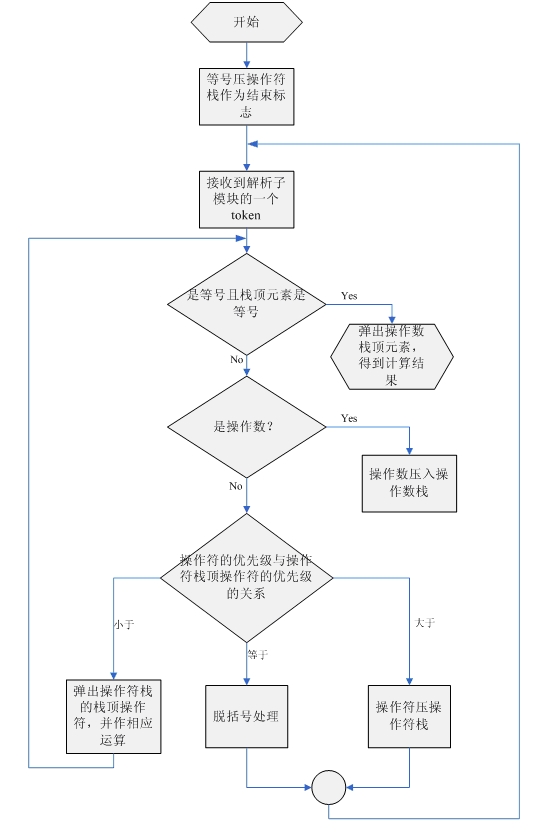 开始
等号压操作符
栈作为结束标
志
接收到解析子
模块的一个
token
是等号且栈顶元素是
等号
Yes
弹出操作数
栈顶元素，
得到计算结
果
No
是操作数？
Yes
操作数压入操
作数栈
No
操作符的优先级与操作
符栈顶操作符的优先级
的关系
小于
等于
大于
弹出操作符栈
的栈顶操作
符，并作相应
运算
脱括号处理
操作符压操
作符栈